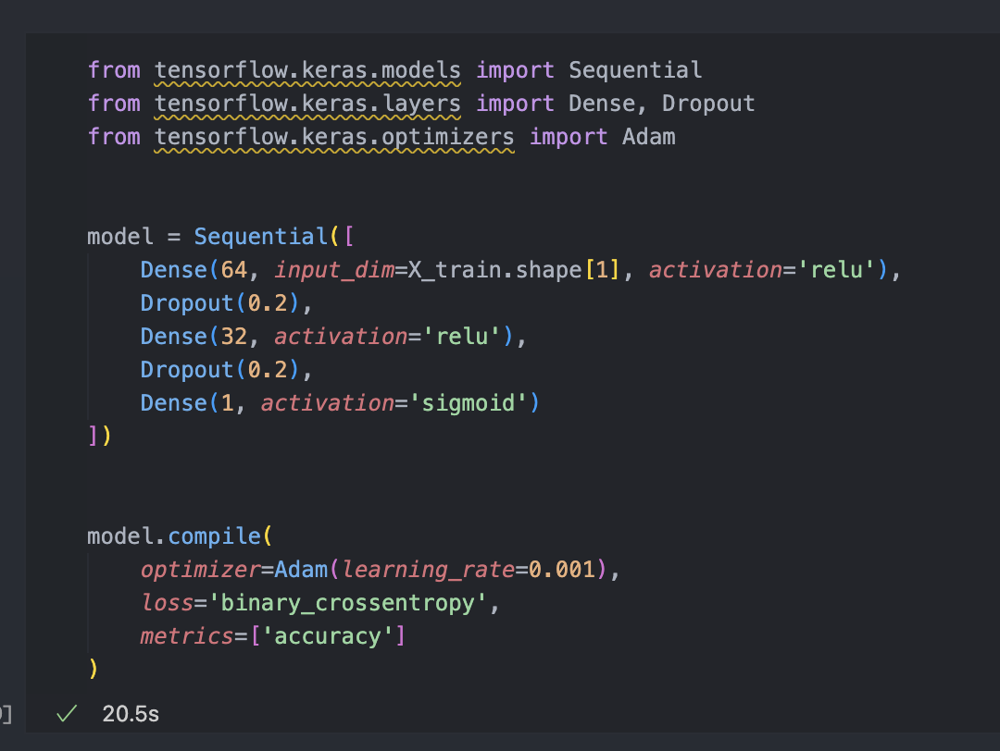 from tensorflow.keras.models import Sequential
from tensorflow.keras.layers import Dense, Dropout
from tensorflow.keras.optimizers import Adam
model = Sequential([
    Dense(64, input_dim=X_train.shape[1], activation='relu'),
    Dropout(0.2),
    Dense(32, activation='relu'),
    Dropout(0.2),
    Dense(1, activation='sigmoid')
])
model.compile(
    optimizer=Adam(learning_rate=0.001),
    loss='binary_crossentropy',
    metrics=['accuracy']
)
] ✓ 20.5s